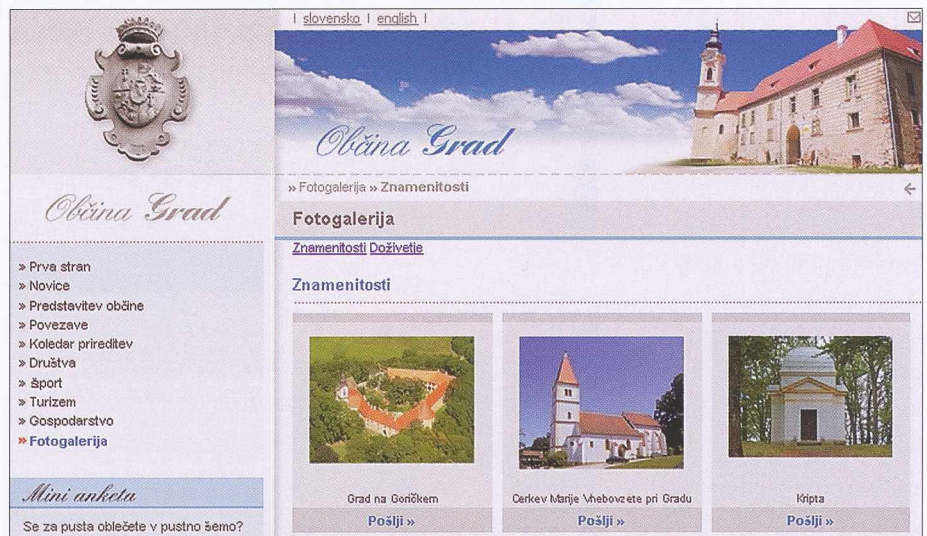 | slovensko | english |
Občina Grad
» Fotogalerija » Znamenitosti
Občina Grad
Fotogalerija
Znamenitosti Doživetje
Znamenitosti
» Prva stran
» Novice
» Predstavitev občine
» Povezave
» Koledar prireditev
» Društva
» šport
» Turizem
» Gospodarstvo
» Fotogalerija
Grad na Goričkem
Cerkev Marije Vnebovzete pri Gradu
Kripta
Pošlji »
Pošlji »
Pošlji »
Mini anketa
Se za pusta oblečete v pustno šemo?